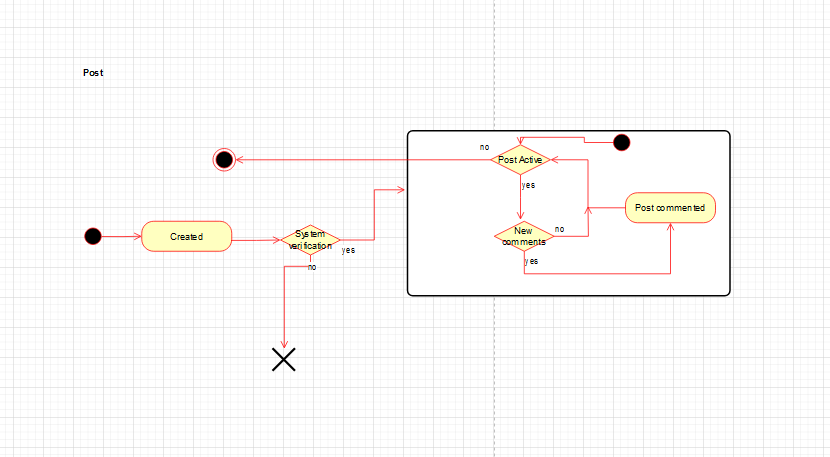 Post
no
Post Active
yes
Post commented
Created
System
verification
yes
New
comments
no
no
yes